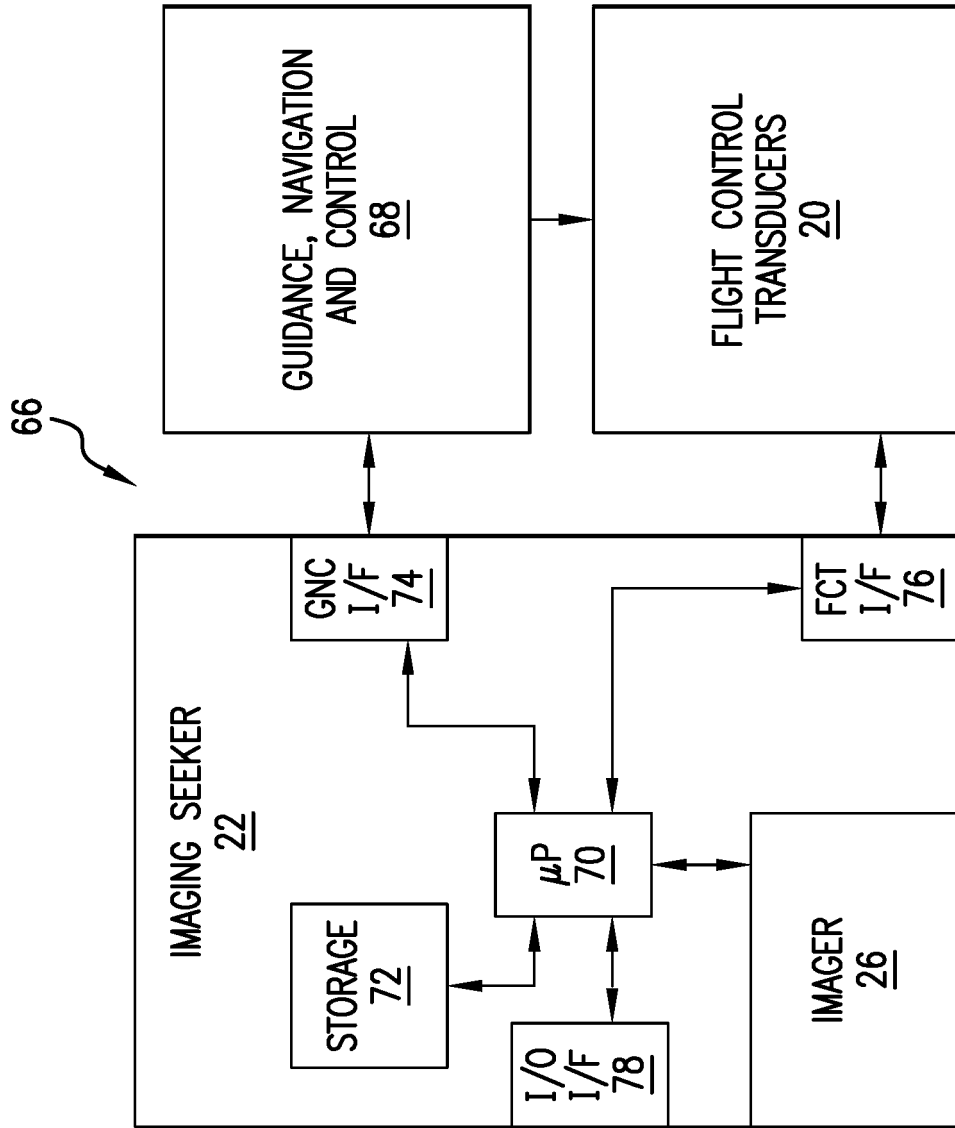 66
IMAGING SEEKER
22
STORAGE
72
I/O
I/F
78
μP
70
IMAGER
26
GNC
I/F
74
FCT
I/F
76
GUIDANCE, NAVIGATION
AND CONTROL
68
FLIGHT CONTROL
TRANSDUCERS
20